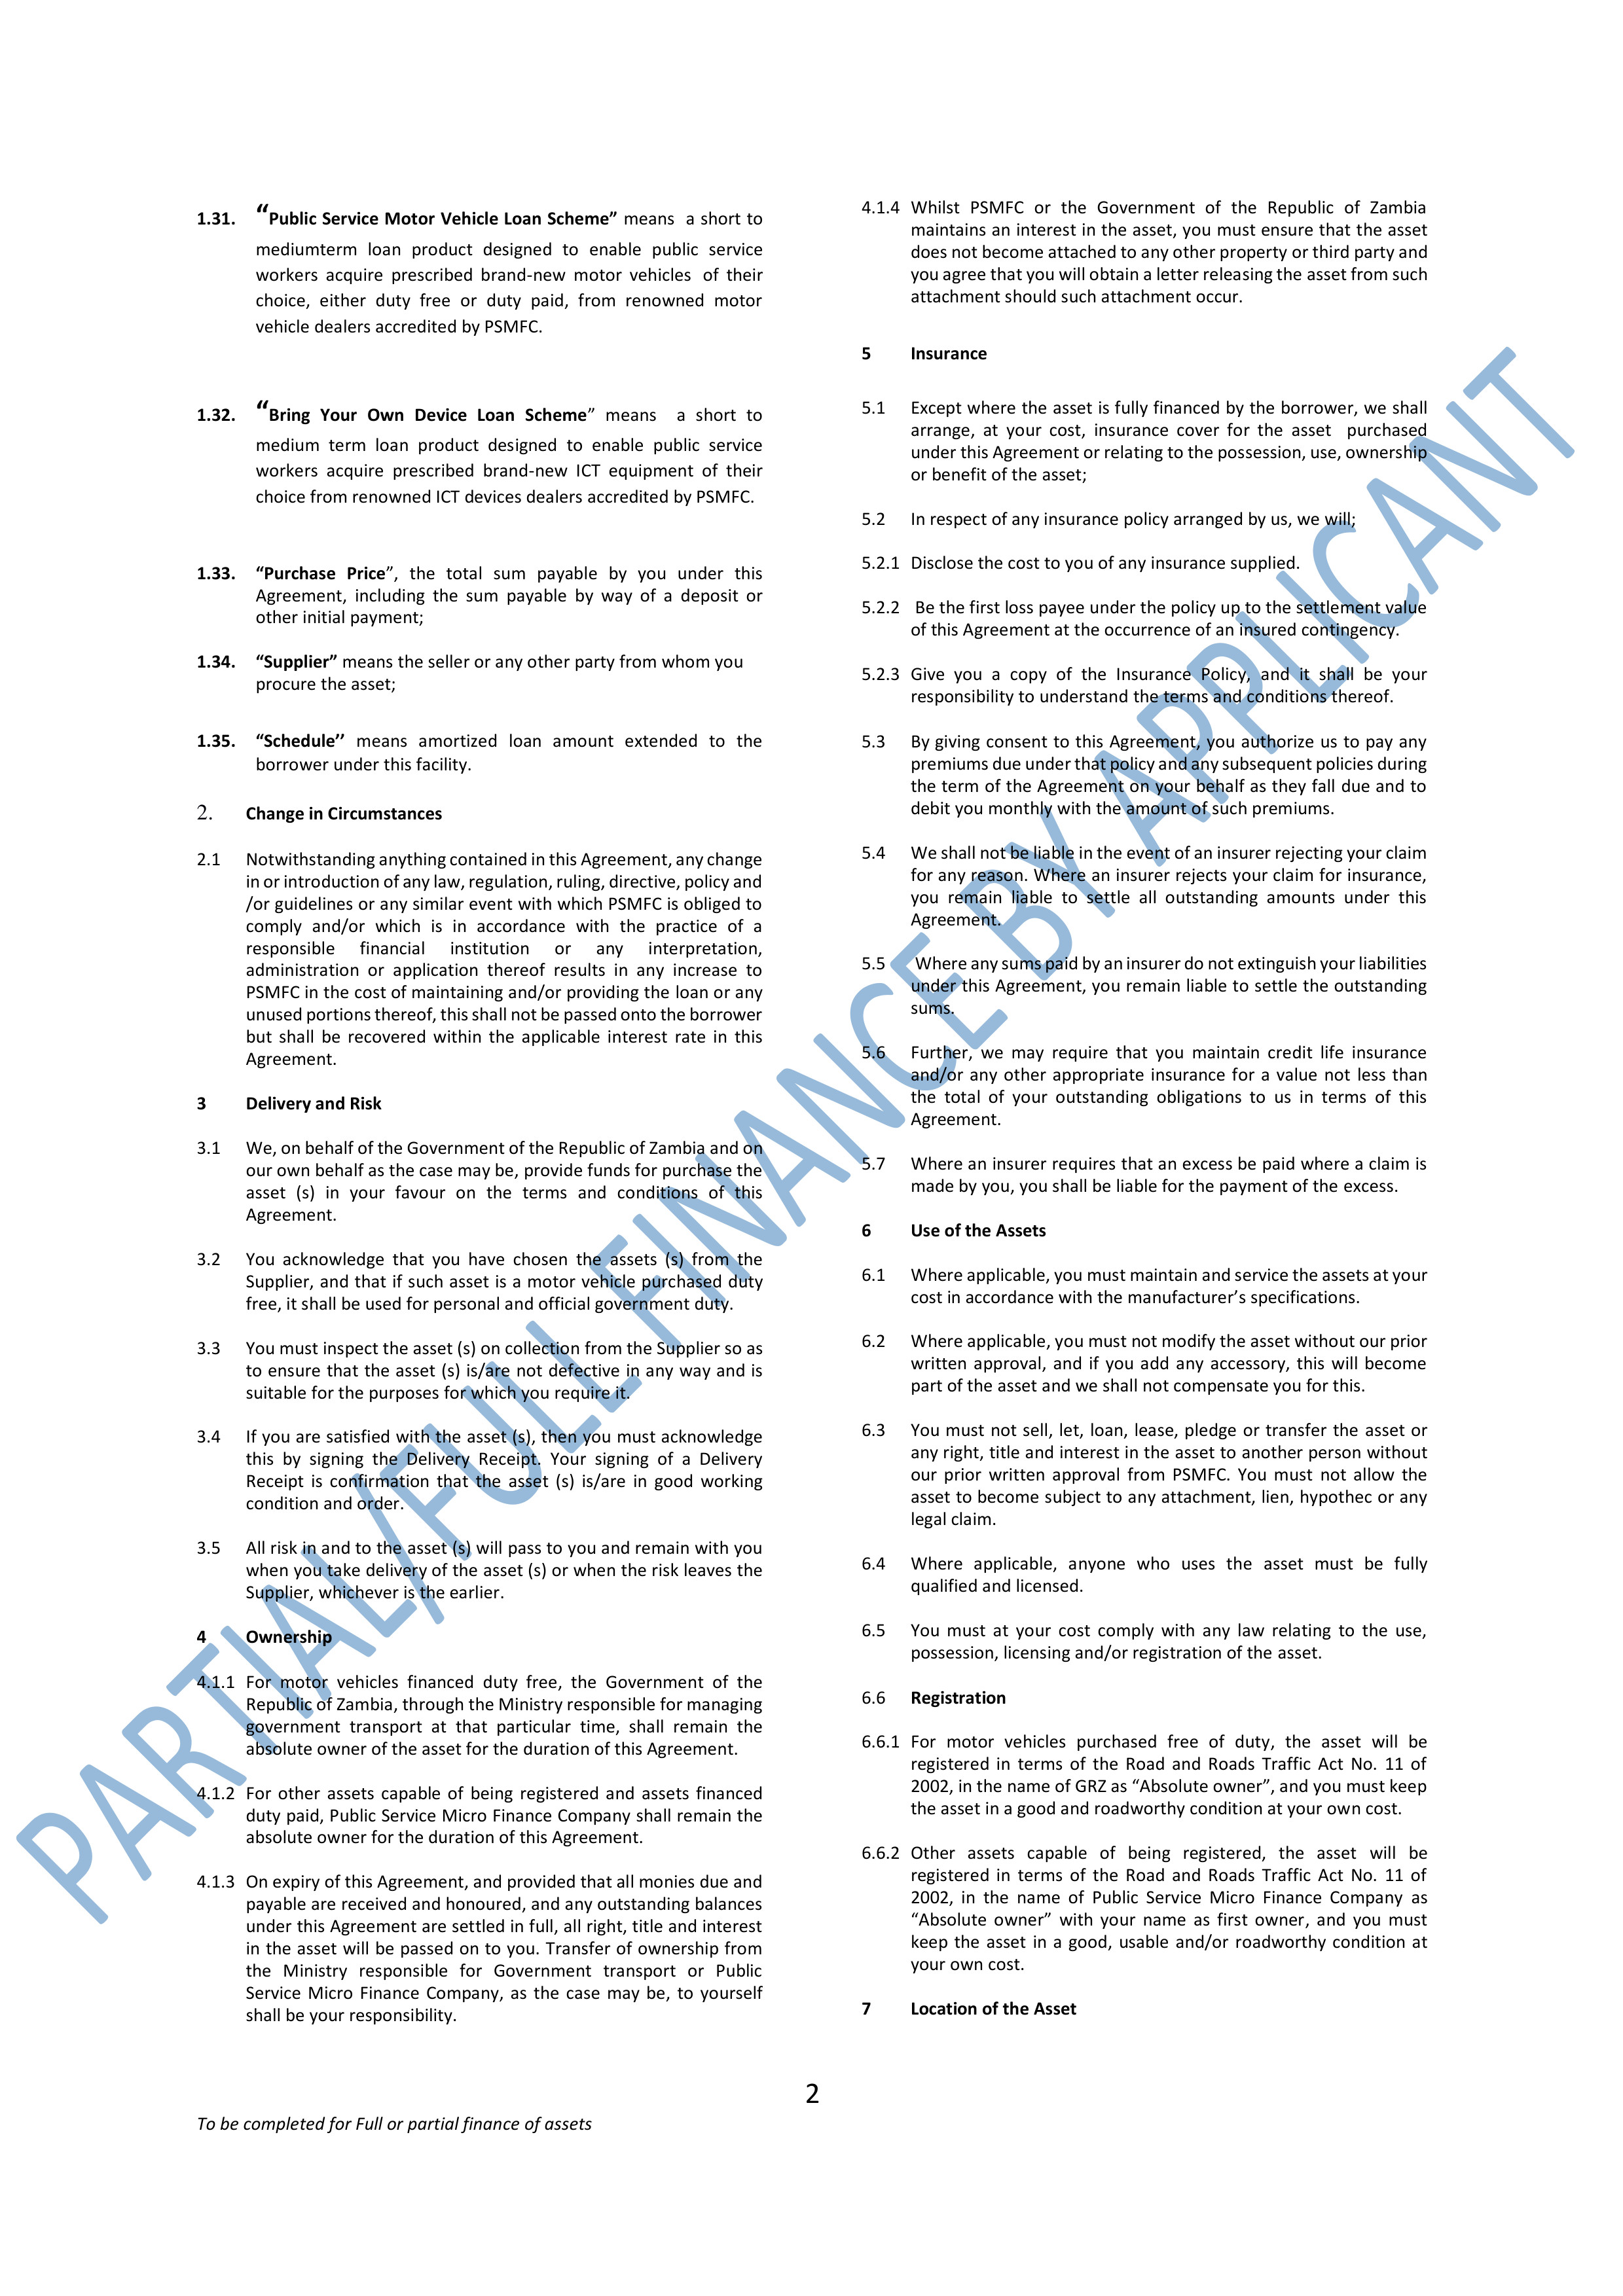 1.31. “Public Service Motor Vehicle Loan Scheme” means a short to
mediumterm loan product designed to enable public service
workers acquire prescribed brand-new motor vehicles of their
choice, either duty free or duty paid, from renowned motor
vehicle dealers accredited by PSMFC.
1.32. “Bring Your Own Device Loan Scheme” means a short to
medium term loan product designed to enable public service
workers acquire prescribed brand-new ICT equipment of their
choice from renowned ICT devices dealers accredited by PSMFC.
1.33. “Purchase Price”, the total sum payable by you under this
Agreement, including the sum payable by way of a deposit or
other initial payment;
1.34. “Supplier” means the seller or any other party from whom you
procure the asset;
1.35. “Schedule’’ means amortized loan amount extended to the
borrower under this facility.
2. Change in Circumstances
2.1 Notwithstanding anything contained in this Agreement, any change
in or introduction of any law, regulation, ruling, directive, policy and
/or guidelines or any similar event with which PSMFC is obliged to
comply and/or which is in accordance with the practice of a
responsible financial institution or any interpretation,
administration or application thereof results in any increase to
PSMFC in the cost of maintaining and/or providing the loan or any
unused portions thereof, this shall not be passed onto the borrower
but shall be recovered within the applicable interest rate in this
Agreement.
3 Delivery and Risk
3.1 We, on behalf of the Government of the Republic of Zambia and on
our own behalf as the case may be, provide funds for purchase the
asset (s) in your favour on the terms and conditions of this
Agreement.
3.2 You acknowledge that you have chosen the assets (s) from the
Supplier, and that if such asset is a motor vehicle purchased duty
free, it shall be used for personal and official government duty.
3.3 You must inspect the asset (s) on collection from the Supplier so as
to ensure that the asset (s) is/are not defective in any way and is
suitable for the purposes for which you require it.
3.4 If you are satisfied with the asset (s), then you must acknowledge
this by signing the Delivery Receipt. Your signing of a Delivery
Receipt is confirmation that the asset (s) is/are in good working
condition and order.
3.5 All risk in and to the asset (s) will pass to you and remain with you
when you take delivery of the asset (s) or when the risk leaves the
Supplier, whichever is the earlier.
4 Ownership
4.1.1 For motor vehicles financed duty free, the Government of the
Republic of Zambia, through the Ministry responsible for managing
government transport at that particular time, shall remain the
absolute owner of the asset for the duration of this Agreement.
4.1.2 For other assets capable of being registered and assets financed
duty paid, Public Service Micro Finance Company shall remain the
absolute owner for the duration of this Agreement.
4.1.3 On expiry of this Agreement, and provided that all monies due and
payable are received and honoured, and any outstanding balances
under this Agreement are settled in full, all right, title and interest
in the asset will be passed on to you. Transfer of ownership from
the Ministry responsible for Government transport or Public
Service Micro Finance Company, as the case may be, to yourself
shall be your responsibility.
4.1.4 Whilst PSMFC or the Government of the Republic of Zambia
maintains an interest in the asset, you must ensure that the asset
does not become attached to any other property or third party and
you agree that you will obtain a letter releasing the asset from such
attachment should such attachment occur.
5 Insurance
5.1 Except where the asset is fully financed by the borrower, we shall
arrange, at your cost, insurance cover for the asset purchased
under this Agreement or relating to the possession, use, ownership
or benefit of the asset;
5.2 In respect of any insurance policy arranged by us, we will;
5.2.1 Disclose the cost to you of any insurance supplied.
5.2.2 Be the first loss payee under the policy up to the settlement value
of this Agreement at the occurrence of an insured contingency.
5.2.3 Give you a copy of the Insurance Policy, and it shall be your
responsibility to understand the terms and conditions thereof.
5.3 By giving consent to this Agreement, you authorize us to pay any
premiums due under that policy and any subsequent policies during
the term of the Agreement on your behalf as they fall due and to
debit you monthly with the amount of such premiums.
5.4 We shall not be liable in the event of an insurer rejecting your claim
for any reason. Where an insurer rejects your claim for insurance,
you remain liable to settle all outstanding amounts under this
Agreement.
5.5 Where any sums paid by an insurer do not extinguish your liabilities
under this Agreement, you remain liable to settle the outstanding
sums.
5.6 Further, we may require that you maintain credit life insurance
and/or any other appropriate insurance for a value not less than
the total of your outstanding obligations to us in terms of this
Agreement.
5.7 Where an insurer requires that an excess be paid where a claim is
made by you, you shall be liable for the payment of the excess.
6 Use of the Assets
6.1 Where applicable, you must maintain and service the assets at your
cost in accordance with the manufacturer’s specifications.
6.2 Where applicable, you must not modify the asset without our prior
written approval, and if you add any accessory, this will become
part of the asset and we shall not compensate you for this.
6.3 You must not sell, let, loan, lease, pledge or transfer the asset or
any right, title and interest in the asset to another person without
our prior written approval from PSMFC. You must not allow the
asset to become subject to any attachment, lien, hypothec or any
legal claim.
6.4 Where applicable, anyone who uses the asset must be fully
qualified and licensed.
6.5 You must at your cost comply with any law relating to the use,
possession, licensing and/or registration of the asset.
6.6 Registration
6.6.1 For motor vehicles purchased free of duty, the asset will be
registered in terms of the Road and Roads Traffic Act No. 11 of
2002, in the name of GRZ as “Absolute owner”, and you must keep
the asset in a good and roadworthy condition at your own cost.
6.6.2 Other assets capable of being registered, the asset will be
registered in terms of the Road and Roads Traffic Act No. 11 of
2002, in the name of Public Service Micro Finance Company as
“Absolute owner” with your name as first owner, and you must
keep the asset in a good, usable and/or roadworthy condition at
your own cost.
7 Location of the Asset
PARTIAL/FULL FINANCE BY APPLICANT
2
To be completed for Full or partial finance of assets